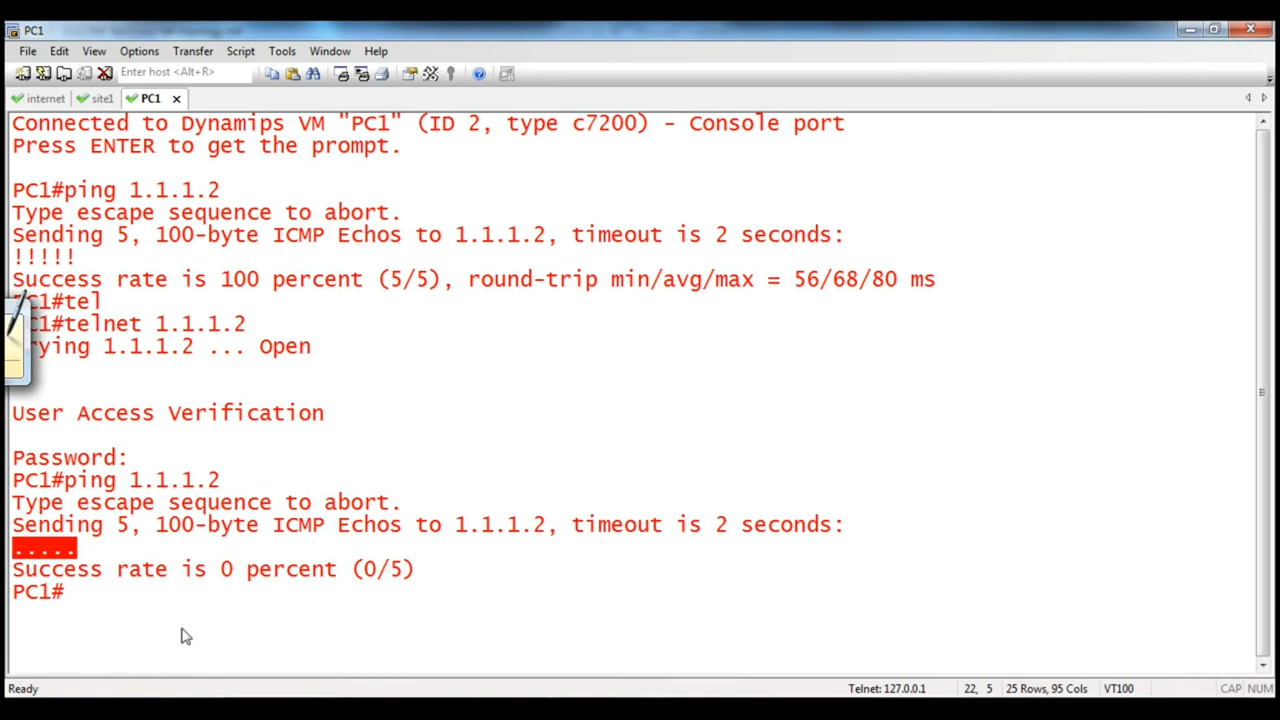 PC1
File Edit View Options Transfer Script Tools Window Help
Enter host <Alt+R>
internet site1 PC1
Connected to Dynamips VM "PC1" (ID 2, type c7200) - Console port
Press ENTER to get the prompt.
PC1#ping 1.1.1.2
Type escape sequence to abort.
Sending 5, 100-byte ICMP Echos to 1.1.1.2, timeout is 2 seconds:
!!!!!
Success rate is 100 percent (5/5), round-trip min/avg/max = 56/68/80 ms
C1#tel
C1#telnet 1.1.1.2
rying 1.1.1.2 ... Open
User Access Verification
Password:
PC1#ping 1.1.1.2
Type escape sequence to abort.
Sending 5, 100-byte ICMP Echos to 1.1.1.2, timeout is 2 seconds:
.....
Success rate is 0 percent (0/5)
PC1#
Ready Telnet: 127.0.0.1 22, 5 25 Rows, 95 Cols VT100 CAP NUM